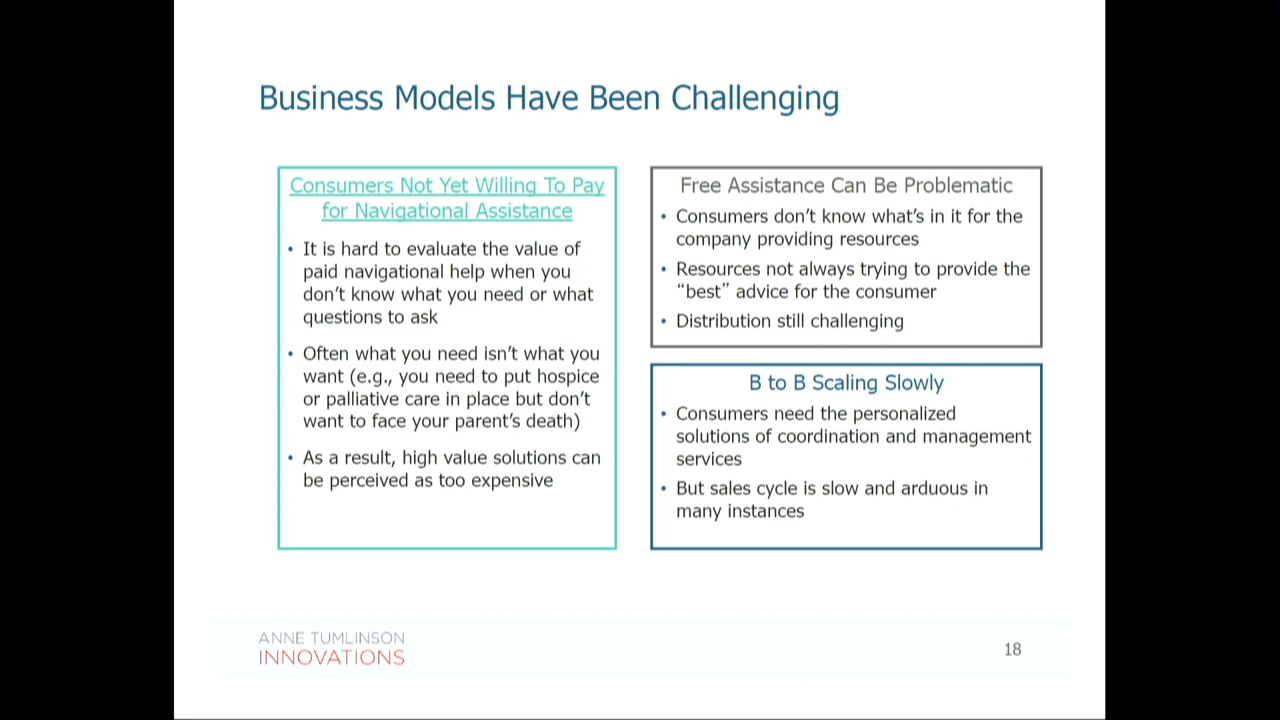 Business Models Have Been Challenging
Consumers Not Yet Willing To Pay
for Navigational Assistance
• It is hard to evaluate the value of
paid navigational help when you
don’t know what you need or what
questions to ask
• Often what you need isn’t what you
want (e.g., you need to put hospice
or palliative care in place but don’t
want to face your parent’s death)
• As a result, high value solutions can
be perceived as too expensive
Free Assistance Can Be Problematic
• Consumers don’t know what’s in it for the
company providing resources
• Resources not always trying to provide the
“best” advice for the consumer
• Distribution still challenging
B to B Scaling Slowly
• Consumers need the personalized
solutions of coordination and management
services
• But sales cycle is slow and arduous in
many instances
ANNE TUMLINSON
INNOVATIONS
18